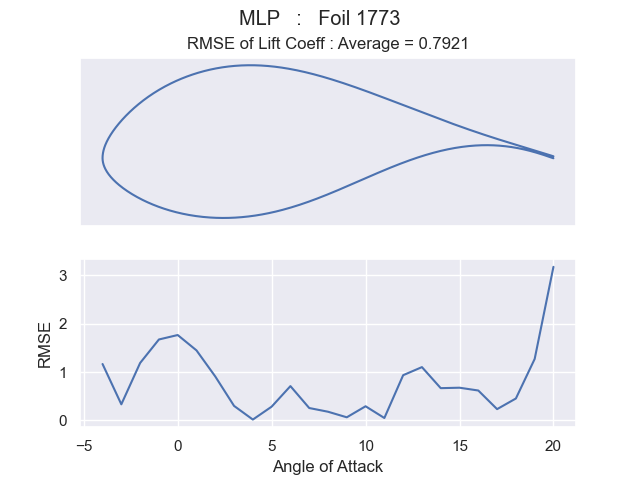 MLP   :   Foil 1773
RMSE of Lift Coeff : Average = 0.7921
3
2
1
0
RMSE
−5 0 5 10 15 20
Angle of Attack